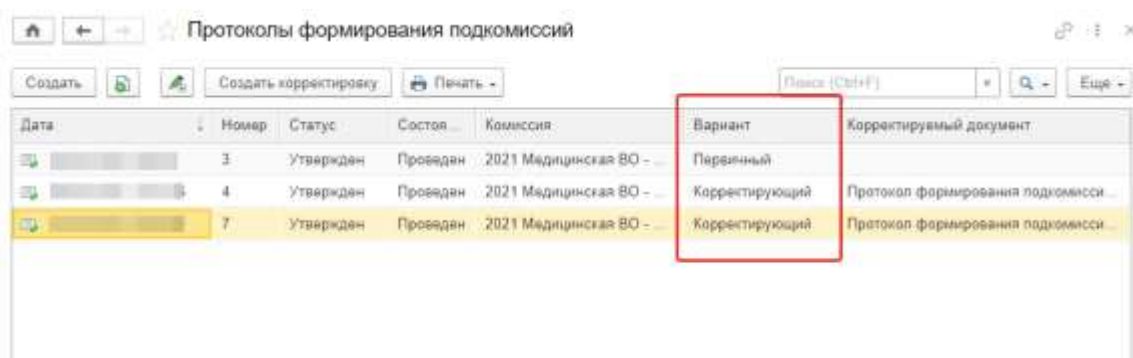 Протоколы формирования подкомиссий
Создать Создать корректировку Печать Поиск (Ctrl+F) × Еще
Дата ↓ Номер Статус Состоя... Комиссия Вариант Корректируемый документ
3 Утвержден Проведен 2021 Медицинская ВО - ... Первичный
4 Утвержден Проведен 2021 Медицинская ВО - ... Корректирующий Протокол формирования подкомисси...
7 Утвержден Проведен 2021 Медицинская ВО - ... Корректирующий Протокол формирования подкомисси...